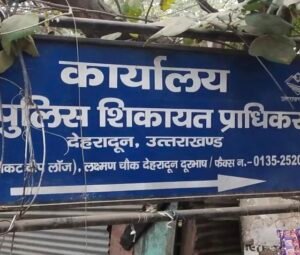 कार्यालय
पुलिस शिकायत प्राधिकर
देहरादून, उत्तराखण्ड
लॉज), लक्ष्मण चौक देहरादून दूरभाष / फैक्स नं.-0135-2520